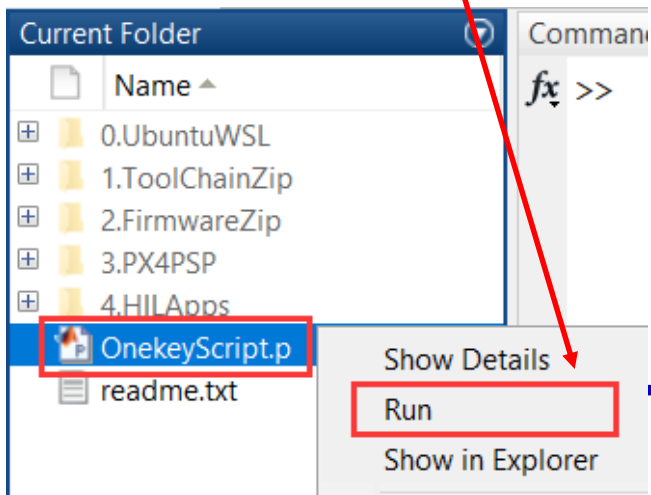 Current Folder
Comman
Name
fx >>
0.UbuntuWSL
1.ToolChainZip
2.FirmwareZip
3.PX4PSP
4.HILApps
OnekeyScript.p
readme.txt
Show Details
Run
Show in Explorer